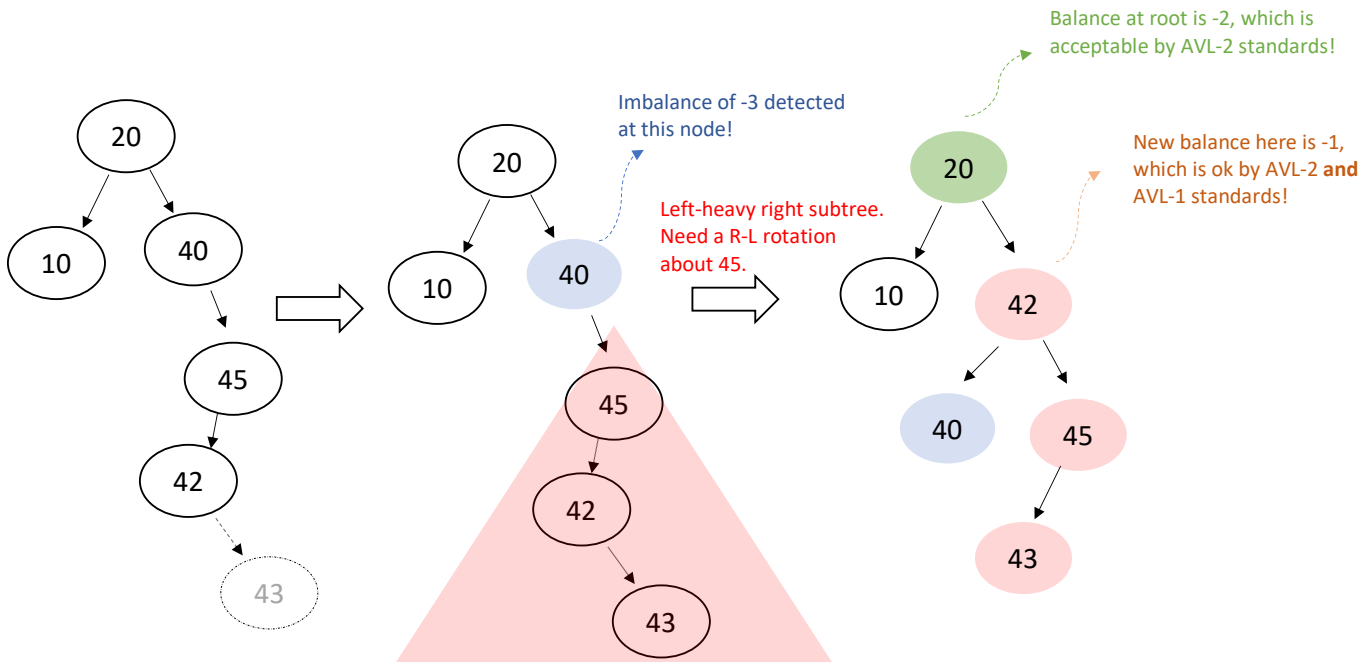 Balance at root is -2, which is
acceptable by AVL-2 standards!
Imbalance of -3 detected
at this node!
New balance here is -1,
which is ok by AVL-2 and
AVL-1 standards!
Left-heavy right subtree.
Need a R-L rotation
about 45.
20
10
40
45
42
43
20
10
40
45
42
43
20
10
42
40
45
43